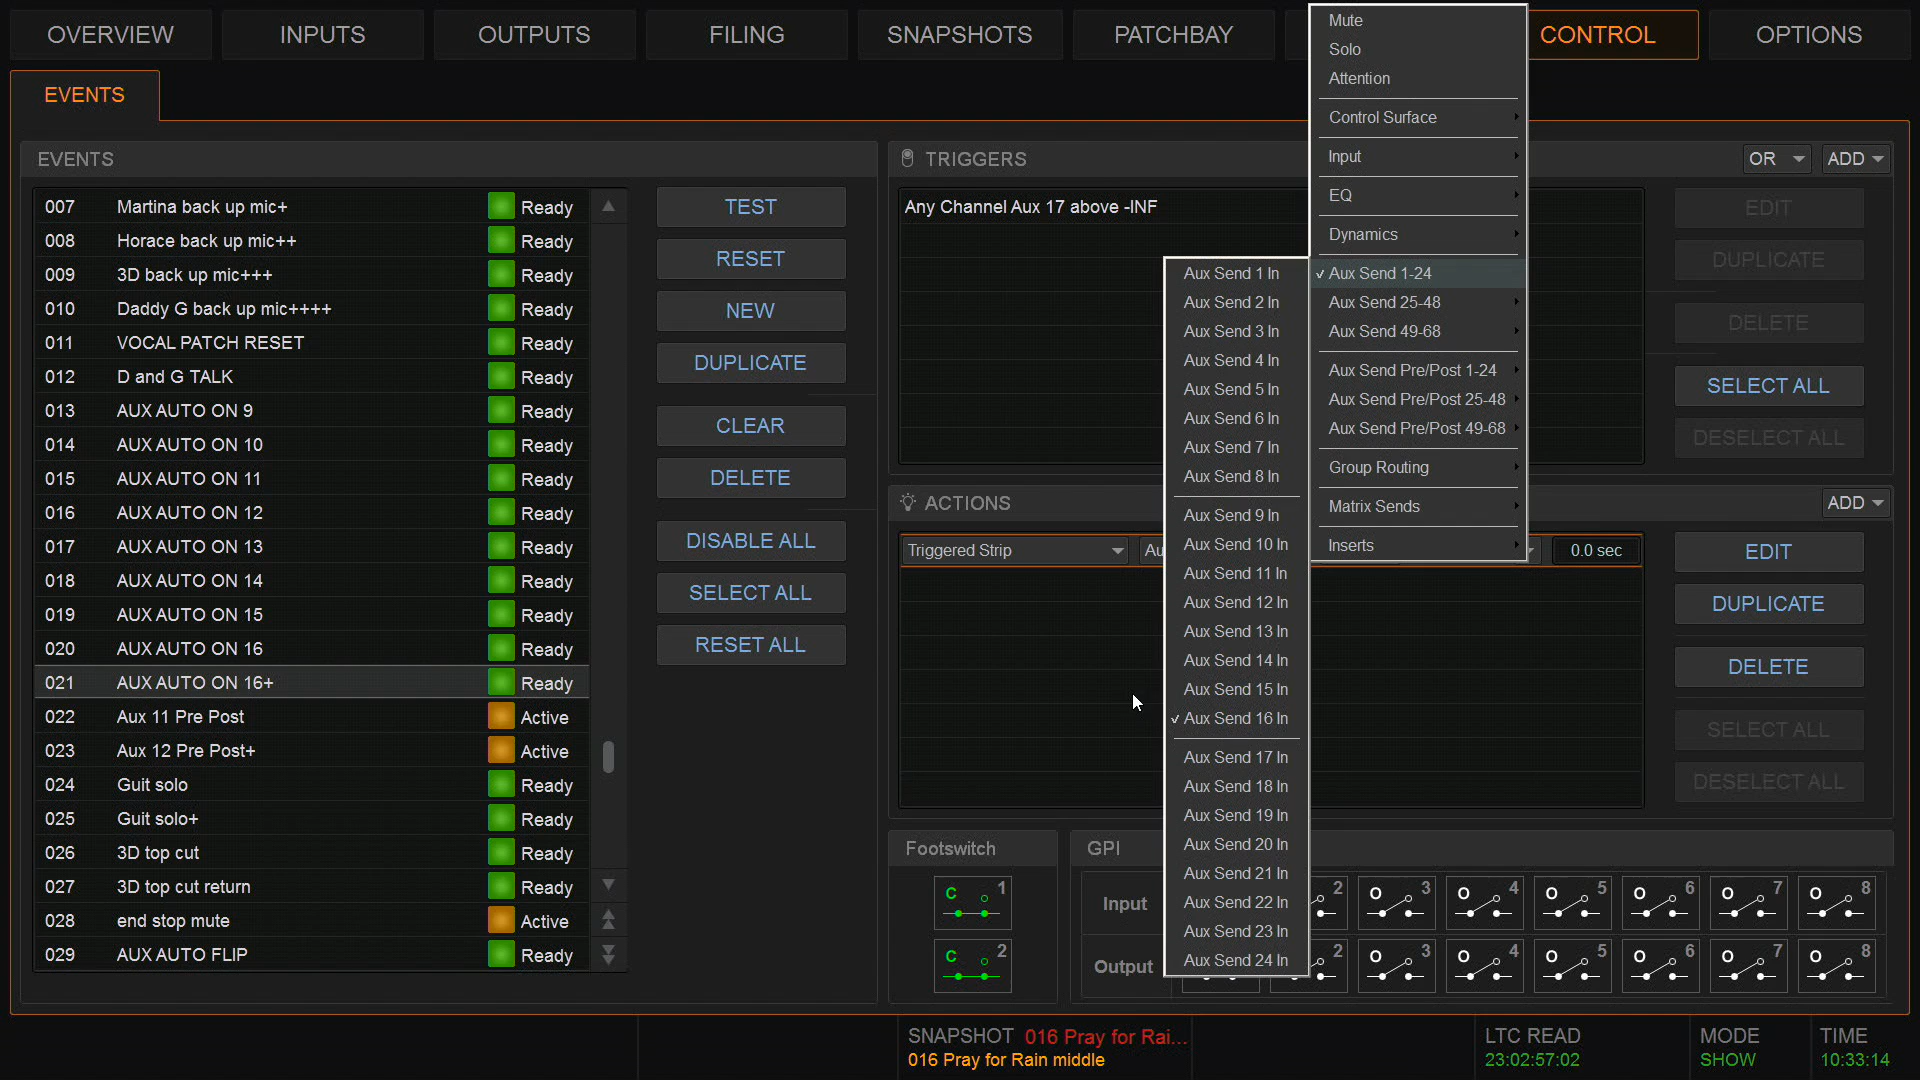 OVERVIEW
INPUTS
OUTPUTS
FILING
SNAPSHOTS
PATCHBAY
CONTROL
OPTIONS
EVENTS
EVENTS
007 Martina back up mic+ Ready
008 Horace back up mic++ Ready
009 3D back up mic+++ Ready
010 Daddy G back up mic++++ Ready
011 VOCAL PATCH RESET Ready
012 D and G TALK Ready
013 AUX AUTO ON 9 Ready
014 AUX AUTO ON 10 Ready
015 AUX AUTO ON 11 Ready
016 AUX AUTO ON 12 Ready
017 AUX AUTO ON 13 Ready
018 AUX AUTO ON 14 Ready
019 AUX AUTO ON 15 Ready
020 AUX AUTO ON 16 Ready
021 AUX AUTO ON 16+ Ready
022 Aux 11 Pre Post Active
023 Aux 12 Pre Post+ Active
024 Guit solo Ready
025 Guit solo+ Ready
026 3D top cut Ready
027 3D top cut return Ready
028 end stop mute Active
029 AUX AUTO FLIP Ready
TEST
RESET
NEW
DUPLICATE
CLEAR
DELETE
DISABLE ALL
SELECT ALL
RESET ALL
TRIGGERS
OR
ADD
Any Channel Aux 17 above -INF
EDIT
DUPLICATE
DELETE
SELECT ALL
DESELECT ALL
Mute
Solo
Attention
Control Surface
Input
EQ
Dynamics
✓ Aux Send 1-24
Aux Send 25-48
Aux Send 49-68
Aux Send Pre/Post 1-24
Aux Send Pre/Post 25-48
Aux Send Pre/Post 49-68
Group Routing
Matrix Sends
Inserts
Aux Send 1 In
Aux Send 2 In
Aux Send 3 In
Aux Send 4 In
Aux Send 5 In
Aux Send 6 In
Aux Send 7 In
Aux Send 8 In
Aux Send 9 In
Aux Send 10 In
Aux Send 11 In
Aux Send 12 In
Aux Send 13 In
Aux Send 14 In
Aux Send 15 In
✓ Aux Send 16 In
Aux Send 17 In
Aux Send 18 In
Aux Send 19 In
Aux Send 20 In
Aux Send 21 In
Aux Send 22 In
Aux Send 23 In
Aux Send 24 In
ACTIONS
ADD
Triggered Strip
Au
0.0 sec
EDIT
DUPLICATE
DELETE
SELECT ALL
DESELECT ALL
Footswitch
C 1
C 2
GPI
Input
2
O 3
O 4
O 5
O 6
O 7
O 8
Output
2
O 3
O 4
O 5
O 6
O 7
O 8
SNAPSHOT 016 Pray for Rai...
016 Pray for Rain middle
LTC READ
23:02:57:02
MODE
SHOW
TIME
10:33:14